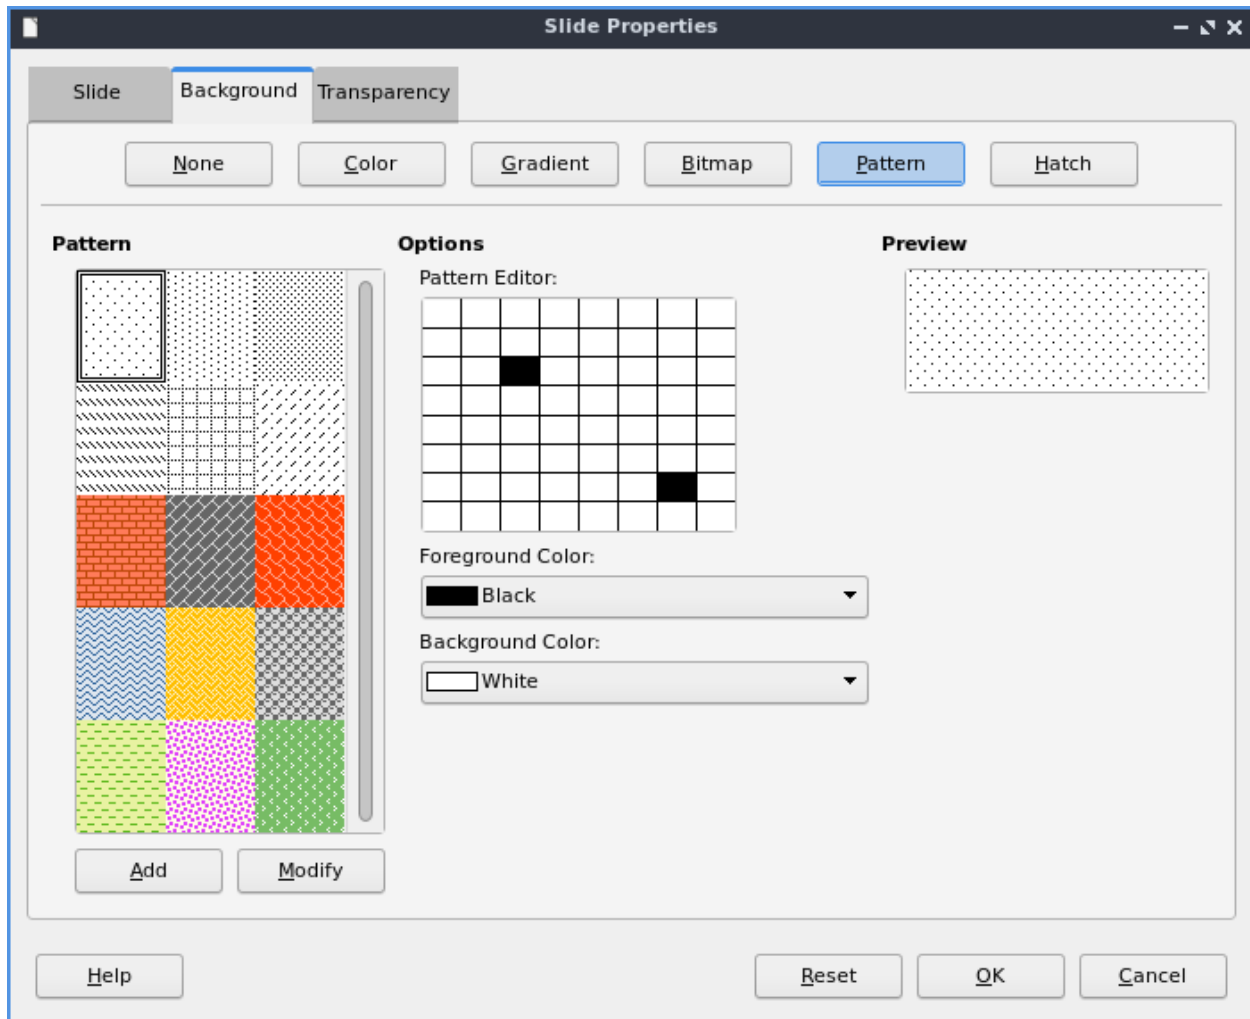 Slide Properties
Slide Background Transparency
None Color Gradient Bitmap Pattern Hatch
Pattern Options Preview
Pattern Editor:
Foreground Color:
Black
Background Color:
White
Add Modify
Help Reset OK Cancel